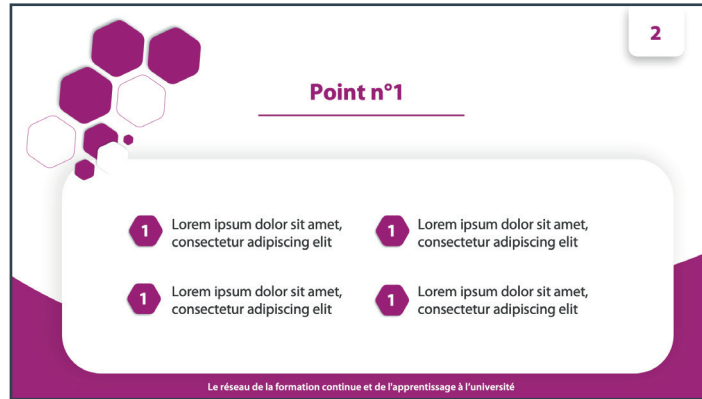 2
Point n°1
1 Lorem ipsum dolor sit amet,
consectetur adipiscing elit
1 Lorem ipsum dolor sit amet,
consectetur adipiscing elit
1 Lorem ipsum dolor sit amet,
consectetur adipiscing elit
1 Lorem ipsum dolor sit amet,
consectetur adipiscing elit
Le réseau de la formation continue et de l'apprentissage à l'université